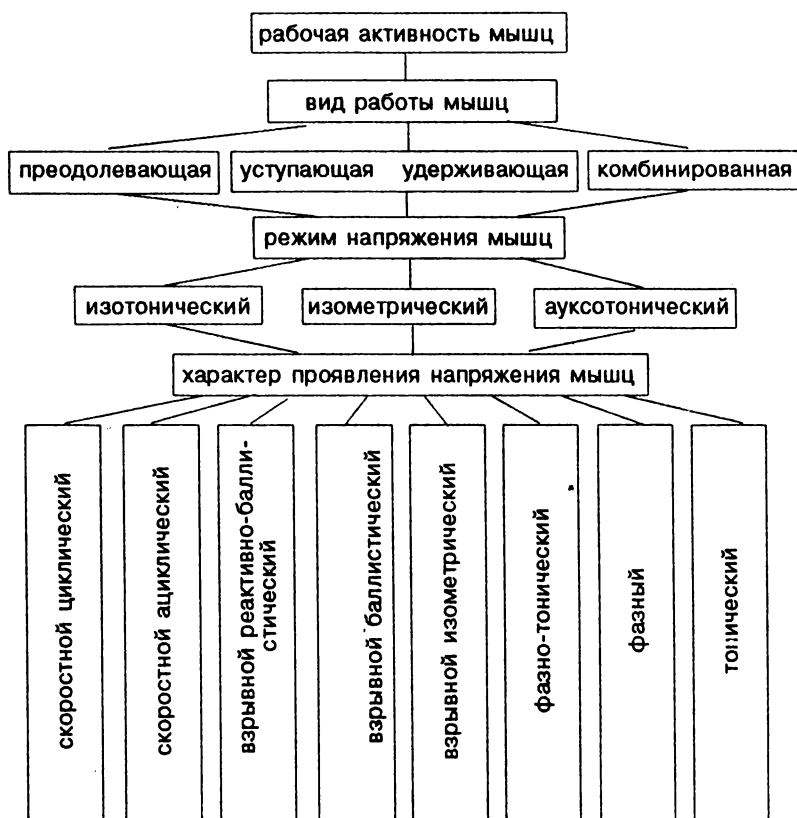 рабочая активность мышц
вид работы мышц
преодолевающая
уступающая удерживающая
комбинированная
режим напряжения мышц
изотонический
изометрический
ауксотонический
характер проявления напряжения мышц
скоростной циклический
скоростной ациклический
взрывной реактивно-балли-
стический
взрывной баллистический
взрывной изометрический
фазно-тонический
фазный
тонический